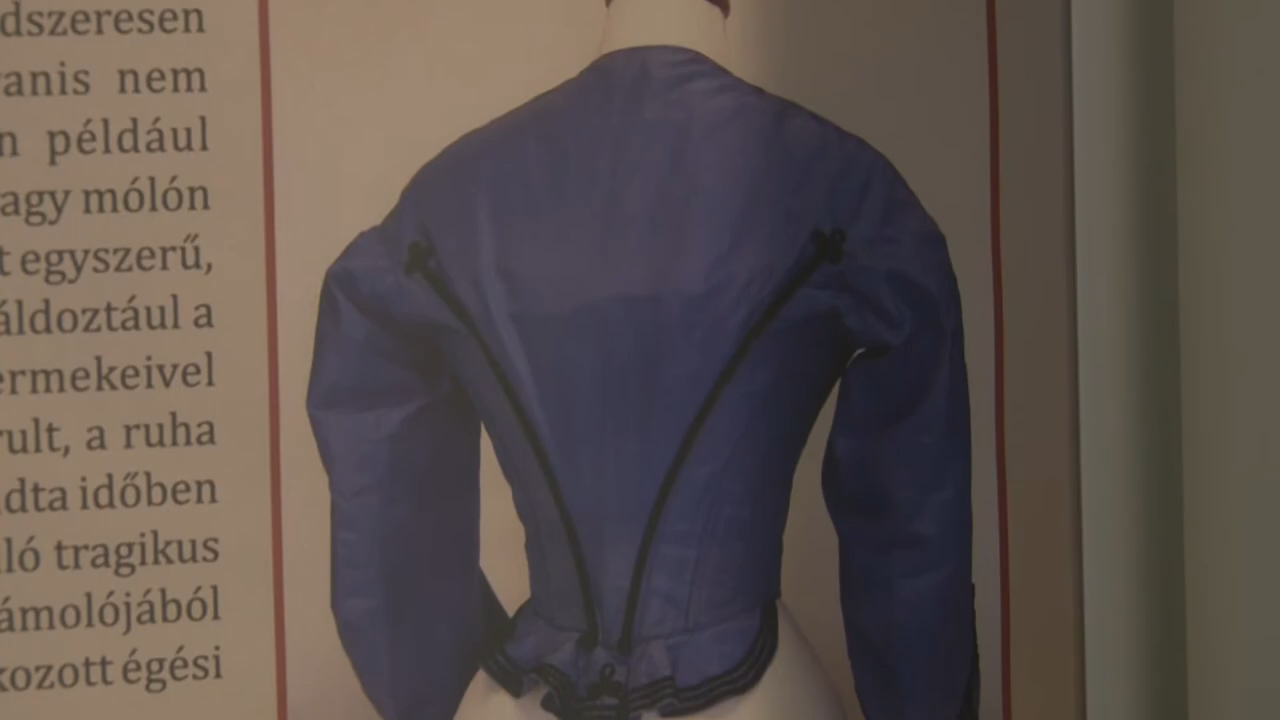 dszeresen
anis nem
n például
agy mólón
t egyszerű,
áldoztául a
ermekeivel
rult, a ruha
dta időben
ló tragikus
ámolójából
kozott égési